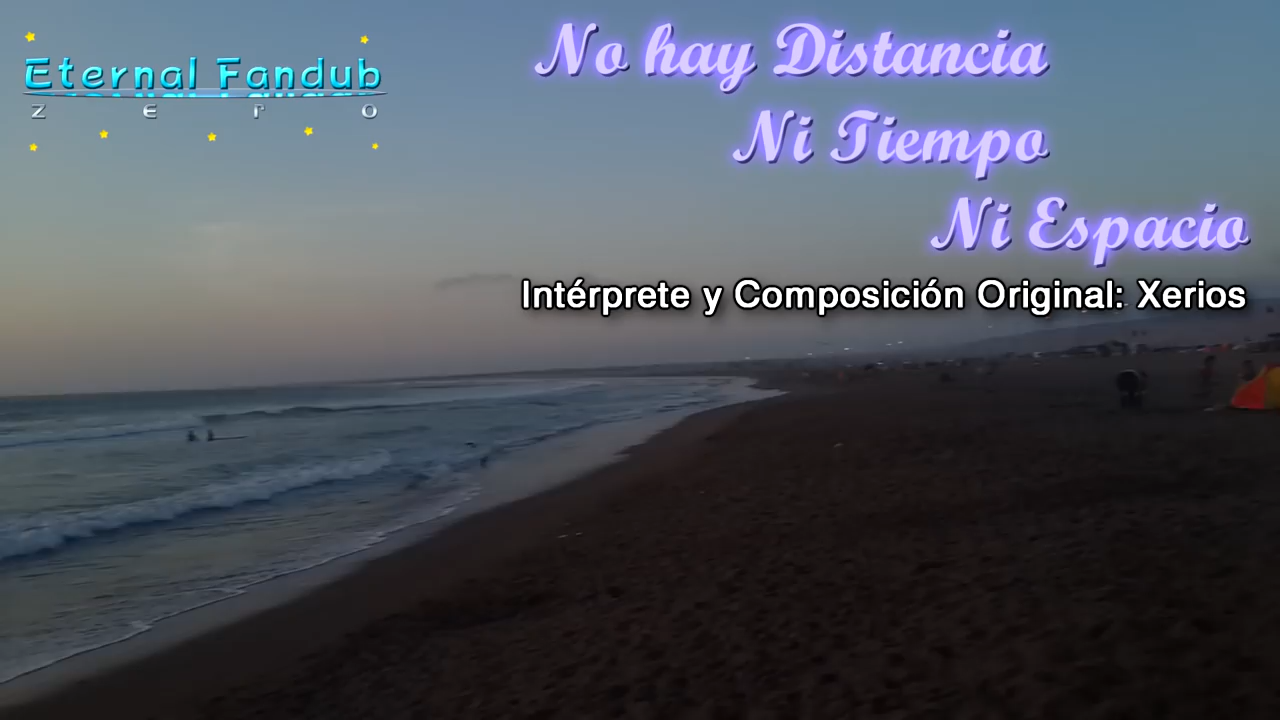 Eternal Fandub
zero
No hay Distancia
Ni Tiempo
Ni Espacio
Intérprete y Composición Original: Xerios